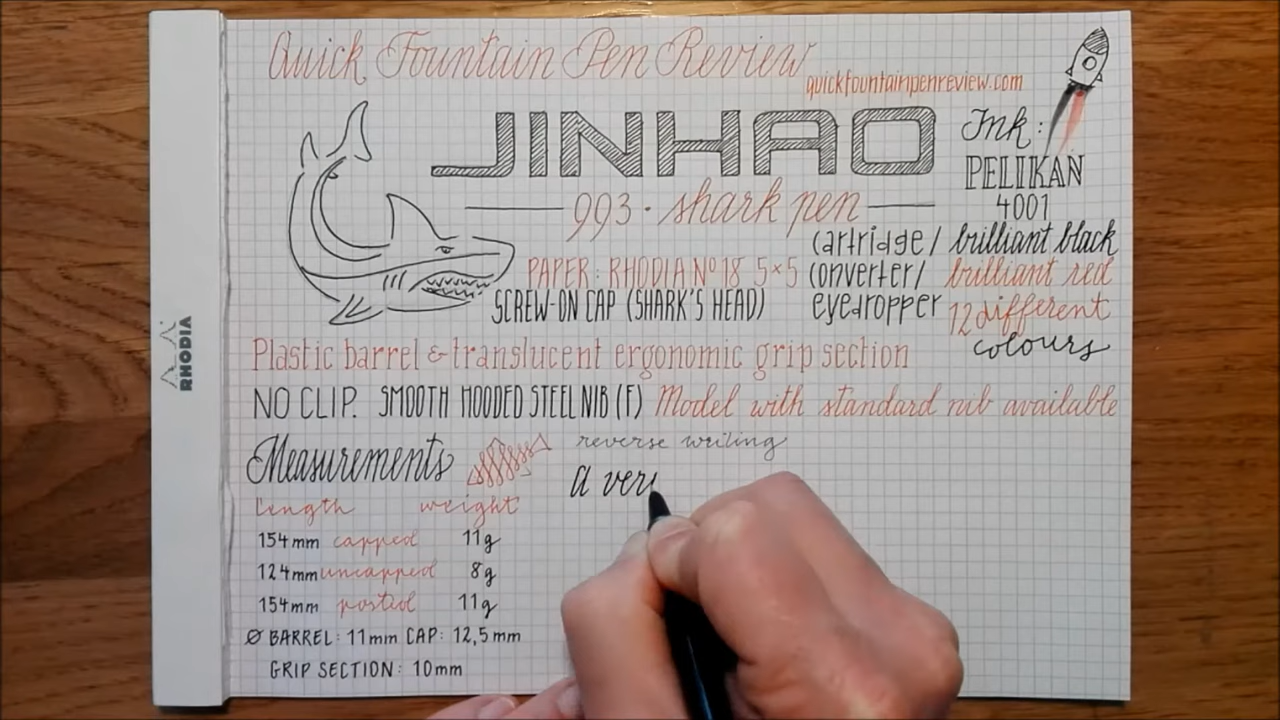 Quick Fountain Pen Review
quickfountainpenreview.com
JINHAO
993 · shark pen
Ink:
PELIKAN
4001
brilliant black
brilliant red
12 different
colours
cartridge/
converter/
eyedropper
PAPER: RHODIA Nº 18 5×5
SCREW-ON CAP (SHARK'S HEAD)
Plastic barrel & translucent ergonomic grip section
NO CLIP. SMOOTH HOODED STEEL NIB (F) Model with standard nib available
Measurements
length weight
154mm capped 11g
124mm uncapped 8g
154mm posted 11g
Ø BARREL: 11mm CAP: 12,5mm
GRIP SECTION: 10mm
reverse writing
A very
RHODIA